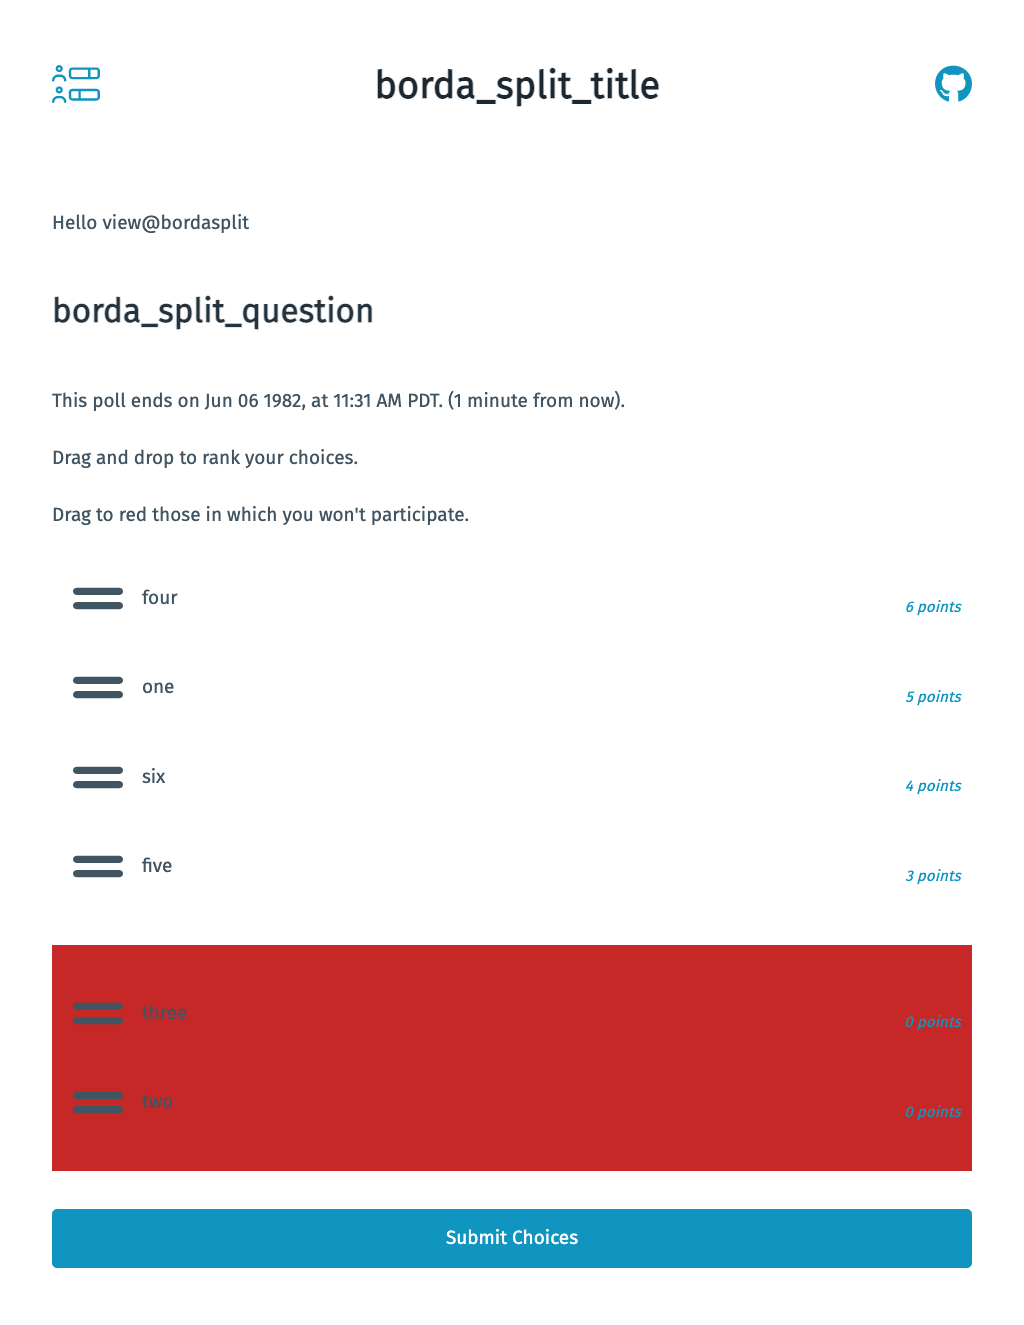 borda_split_title
Hello view@bordasplit
borda_split_question
This poll ends on Jun 06 1982, at 11:31 AM PDT. (1 minute from now).
Drag and drop to rank your choices.
Drag to red those in which you won't participate.
four
6 points
one
5 points
six
4 points
five
3 points
three
0 points
two
0 points
Submit Choices